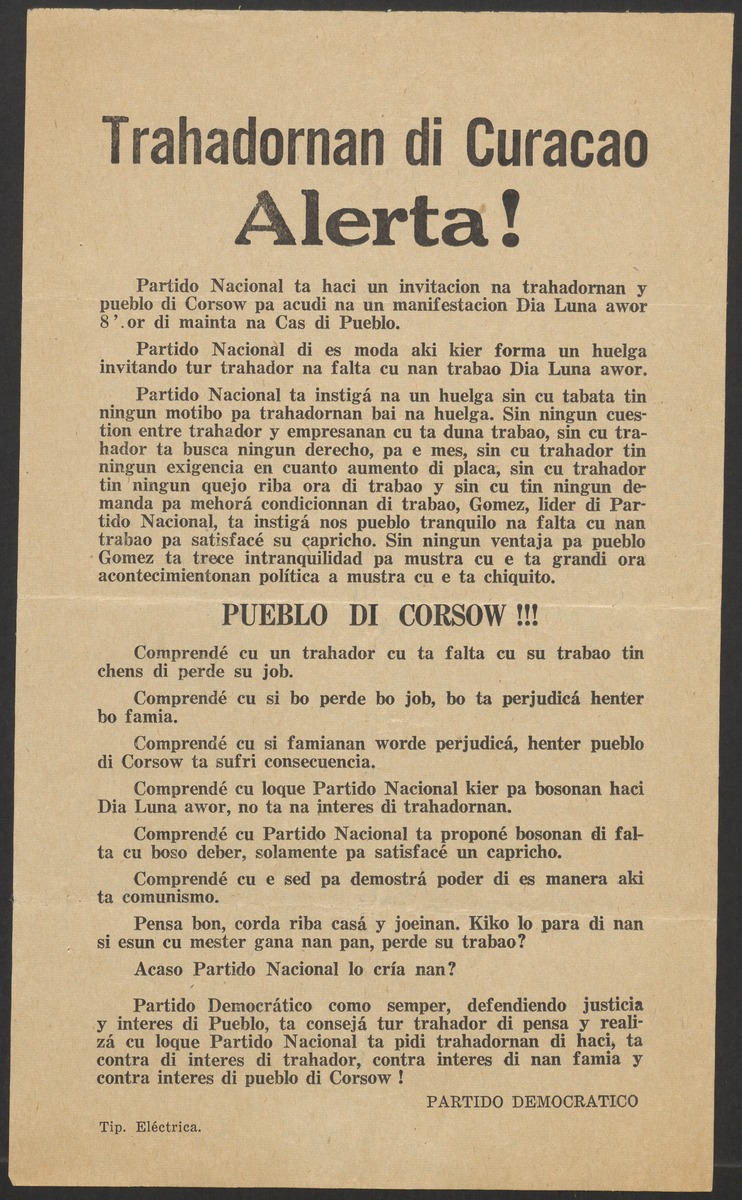 Trahadornan di Curacao
Alerta!
Partido Nacional ta haci un invitacion na trahadornan y
pueblo di Corsow pa acudi na un manifestacion Dia Luna awor
8'.or di mainta na Cas di Pueblo.
Partido Nacional di es moda aki kier forma un huelga
invitando tur trahador na falta cu nan trabao Dia Luna awor.
Partido Nacional ta instigá na un huelga sin cu tabata tin
ningun motibo pa trahadornan bai na huelga. Sin ningun cues-
tion entre trahador y empresanan cu ta duna trabao, sin cu tra-
hador ta busca ningun derecho, pa e mes, sin cu trahador tin
ningun exigencia en cuanto aumento di placa, sin cu trahador
tin ningun quejo riba ora di trabao y sin cu tin ningun de-
manda pa mehorá condicionnan di trabao, Gomez, lider di Par-
tido Nacional, ta instigá nos pueblo tranquilo na falta cu nan
trabao pa satisfacé su capricho. Sin ningun ventaja pa pueblo
Gomez ta trece intranquilidad pa mustra cu e ta grandi ora
acontecimientonan política a mustra cu e ta chiquito.
PUEBLO DI CORSOW !!!
Comprendé cu un trahador cu ta falta cu su trabao tin
chens di perde su job.
Comprendé cu si bo perde bo job, bo ta perjudicá henter
bo famia.
Comprendé cu si famianan worde perjudicá, henter pueblo
di Corsow ta sufri consecuencia.
Comprendé cu loque Partido Nacional kier pa bosonan haci
Dia Luna awor, no ta na interes di trahadornan.
Comprendé cu Partido Nacional ta proponé bosonan di fal-
ta cu boso deber, solamente pa satisfacé un capricho.
Comprendé cu e sed pa demostrá poder di es manera aki
ta comunismo.
Pensa bon, corda riba casá y joeinan. Kiko lo para di nan
si esun cu mester gana nan pan, perde su trabao?
Acaso Partido Nacional lo cría nan?
Partido Democrático como semper, defendiendo justicia
y interes di Pueblo, ta consejá tur trahador di pensa y reali-
zá cu loque Partido Nacional ta pidi trahadornan di haci, ta
contra di interes di trahador, contra interes di nan famia y
contra interes di pueblo di Corsow !
PARTIDO DEMOCRATICO
Tip. Eléctrica.